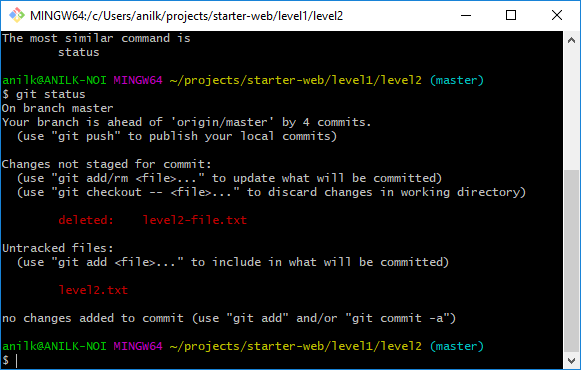 MINGW64:/c/Users/anilk/projects/starter-web/level1/level2
The most similar command is
        status
anilk@ANILK-NOI MINGW64 ~/projects/starter-web/level1/level2 (master)
$ git status
On branch master
Your branch is ahead of 'origin/master' by 4 commits.
  (use "git push" to publish your local commits)
Changes not staged for commit:
  (use "git add/rm <file>..." to update what will be committed)
  (use "git checkout -- <file>..." to discard changes in working directory)
        deleted:    level2-file.txt
Untracked files:
  (use "git add <file>..." to include in what will be committed)
        level2.txt
no changes added to commit (use "git add" and/or "git commit -a")
anilk@ANILK-NOI MINGW64 ~/projects/starter-web/level1/level2 (master)
$